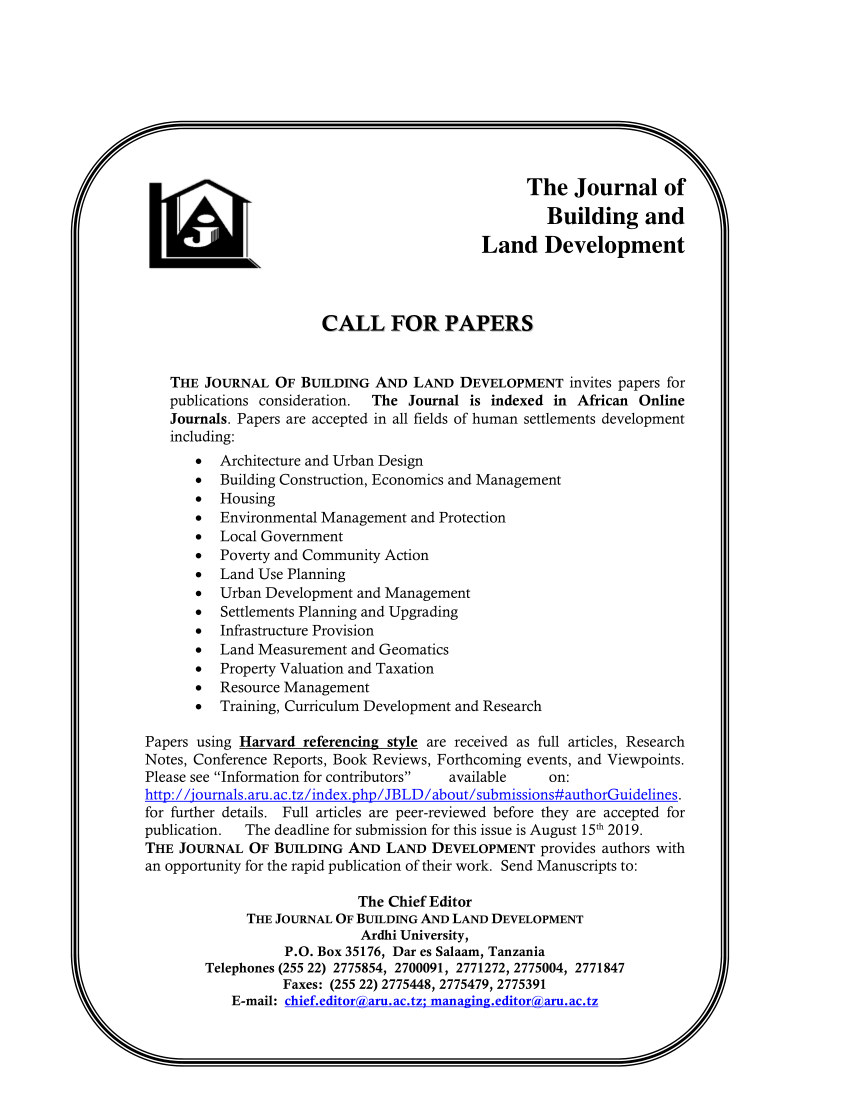 The Journal of
Building and
Land Development
CALL FOR PAPERS
THE JOURNAL OF BUILDING AND LAND DEVELOPMENT invites papers for
publications consideration. The Journal is indexed in African Online
Journals. Papers are accepted in all fields of human settlements development
including:
• Architecture and Urban Design
• Building Construction, Economics and Management
• Housing
• Environmental Management and Protection
• Local Government
• Poverty and Community Action
• Land Use Planning
• Urban Development and Management
• Settlements Planning and Upgrading
• Infrastructure Provision
• Land Measurement and Geomatics
• Property Valuation and Taxation
• Resource Management
• Training, Curriculum Development and Research
Papers using Harvard referencing style are received as full articles, Research
Notes, Conference Reports, Book Reviews, Forthcoming events, and Viewpoints.
Please see “Information for contributors” available on:
http://journals.aru.ac.tz/index.php/JBLD/about/submissions#authorGuidelines.
for further details. Full articles are peer-reviewed before they are accepted for
publication. The deadline for submission for this issue is August 15th 2019.
THE JOURNAL OF BUILDING AND LAND DEVELOPMENT provides authors with
an opportunity for the rapid publication of their work. Send Manuscripts to:
The Chief Editor
THE JOURNAL OF BUILDING AND LAND DEVELOPMENT
Ardhi University,
P.O. Box 35176, Dar es Salaam, Tanzania
Telephones (255 22) 2775854, 2700091, 2771272, 2775004, 2771847
Faxes: (255 22) 2775448, 2775479, 2775391
E-mail: chief.editor@aru.ac.tz; managing.editor@aru.ac.tz